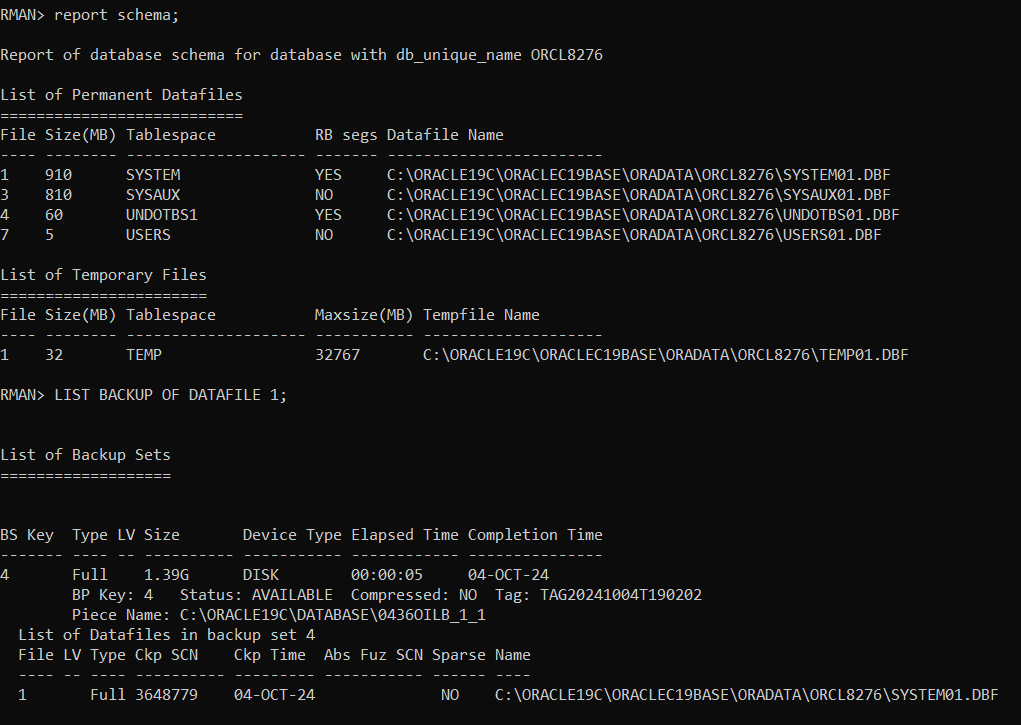 RMAN> report schema;
Report of database schema for database with db_unique_name ORCL8276
List of Permanent Datafiles
===========================
File Size(MB) Tablespace           RB segs Datafile Name
---- -------- -------------------- ------- ------------------------
1    910      SYSTEM               YES     C:\ORACLE19C\ORACLEC19BASE\ORADATA\ORCL8276\SYSTEM01.DBF
3    810      SYSAUX               NO      C:\ORACLE19C\ORACLEC19BASE\ORADATA\ORCL8276\SYSAUX01.DBF
4    60       UNDOTBS1             YES     C:\ORACLE19C\ORACLEC19BASE\ORADATA\ORCL8276\UNDOTBS01.DBF
7    5        USERS                NO      C:\ORACLE19C\ORACLEC19BASE\ORADATA\ORCL8276\USERS01.DBF
List of Temporary Files
=======================
File Size(MB) Tablespace           Maxsize(MB) Tempfile Name
---- -------- -------------------- ----------- --------------------
1    32       TEMP                 32767       C:\ORACLE19C\ORACLEC19BASE\ORADATA\ORCL8276\TEMP01.DBF
RMAN> LIST BACKUP OF DATAFILE 1;
List of Backup Sets
===================
BS Key  Type LV Size       Device Type Elapsed Time Completion Time
------- ---- -- ---------- ----------- ------------ ---------------
4       Full    1.39G      DISK        00:00:05     04-OCT-24
        BP Key: 4   Status: AVAILABLE  Compressed: NO  Tag: TAG20241004T190202
        Piece Name: C:\ORACLE19C\DATABASE\0436OILB_1_1
  List of Datafiles in backup set 4
  File LV Type Ckp SCN    Ckp Time  Abs Fuz SCN Sparse Name
  ---- -- ---- ---------- --------- ----------- ------ ----
  1       Full 3648779    04-OCT-24              NO    C:\ORACLE19C\ORACLEC19BASE\ORADATA\ORCL8276\SYSTEM01.DBF